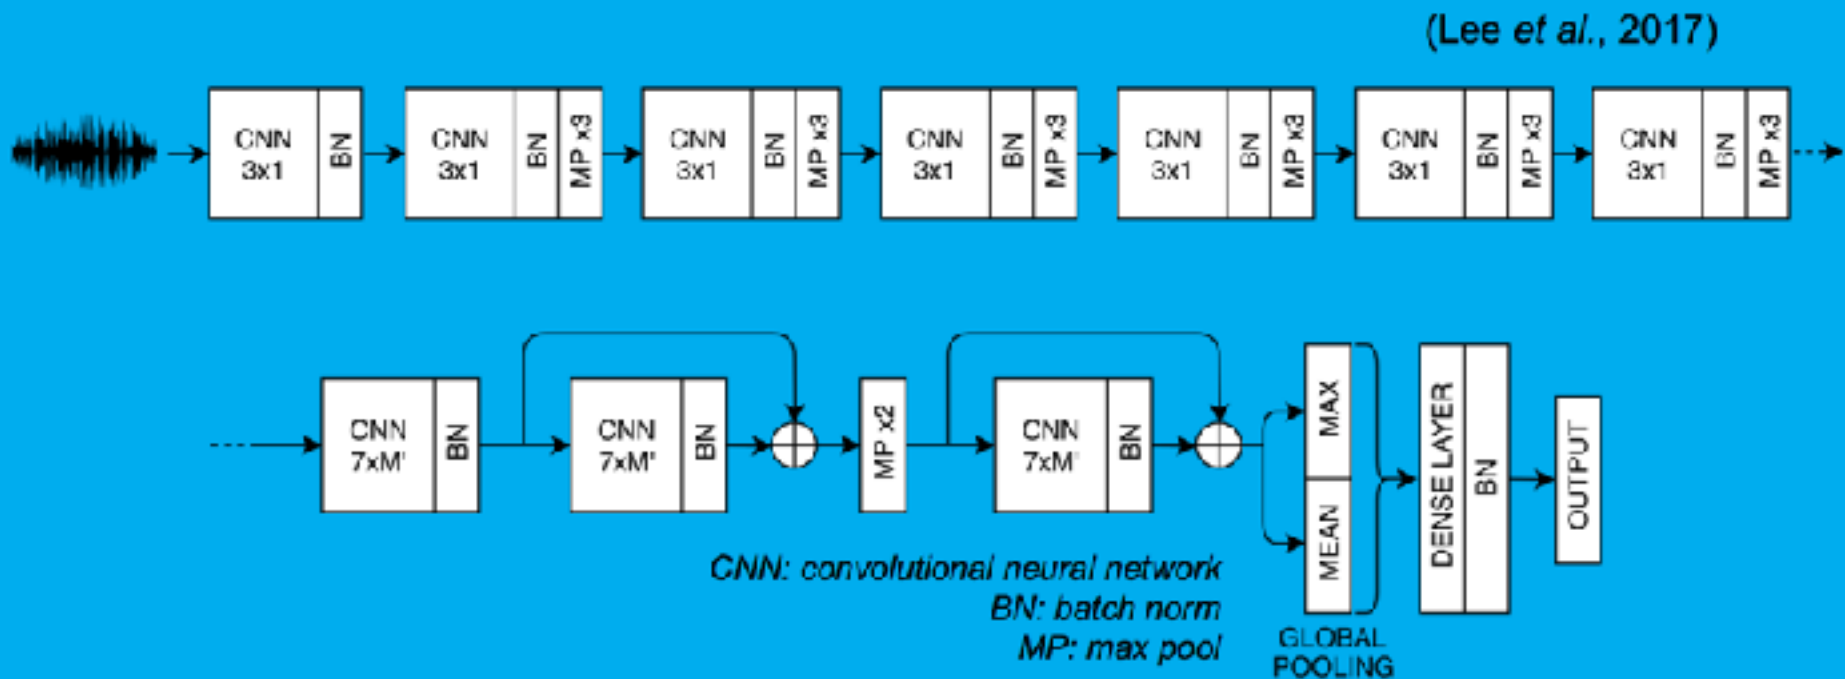 (Lee et al., 2017)
CNN
3x1
BN
CNN
3x1
BN
MP x3
CNN
3x1
BN
MP x3
CNN
3x1
BN
MP x3
CNN
3x1
BN
MP x3
CNN
3x1
BN
MP x3
CNN
3x1
BN
MP x3
CNN
7xM'
BN
CNN
7xM"
BN
MP x2
CNN
7xM"
BN
MAX
MEAN
GLOBAL
POOLING
DENSE LAYER
BN
OUTPUT
CNN: convolutional neural network
BN: batch norm
MP: max pool